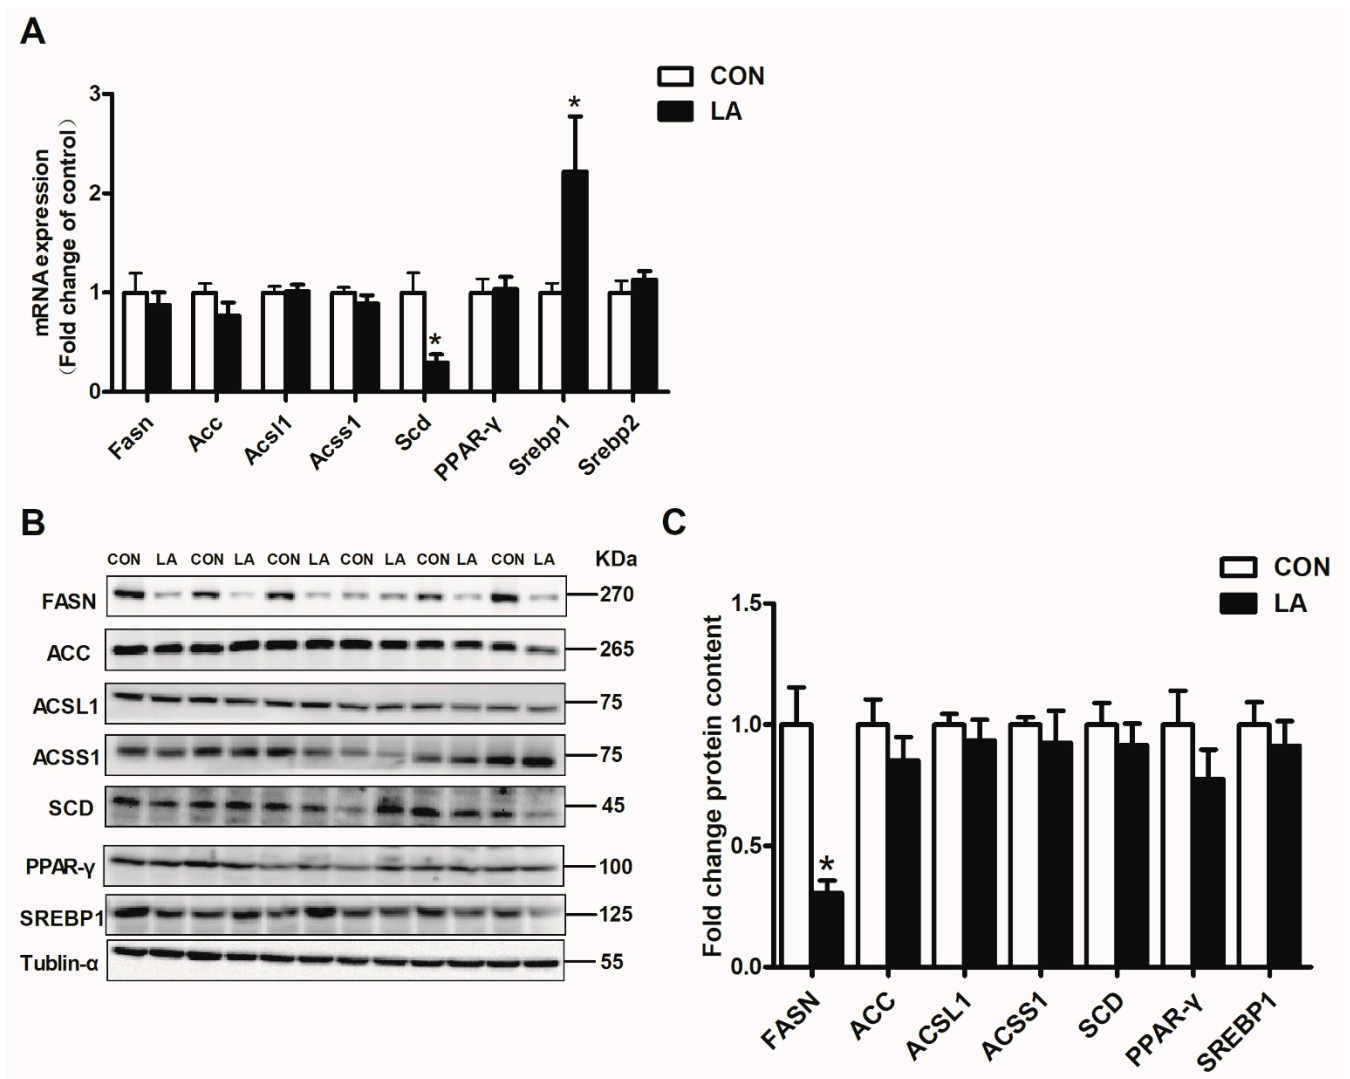 A
CON
LA
mRNA expression
(Fold change of control)
3
2
1
0
*
*
Fasn
Acc
Acsl1
Acss1
Scd
PPAR-γ
Srebp1
Srebp2
B
CON LA CON LA CON LA CON LA CON LA CON LA KDa
FASN 270
ACC 265
ACSL1 75
ACSS1 75
SCD 45
PPAR-γ 100
SREBP1 125
Tublin-α 55
C
CON
LA
Fold change protein content
1.5
1.0
0.5
0.0
*
FASN
ACC
ACSL1
ACSS1
SCD
PPAR-γ
SREBP1